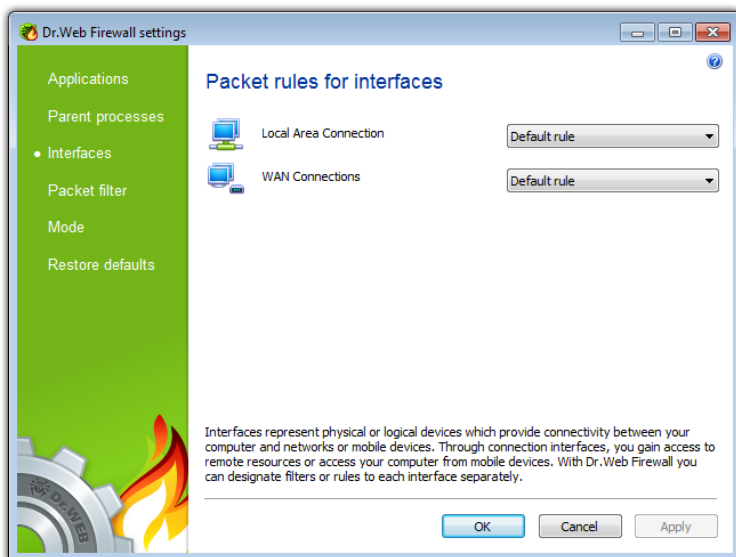 Dr.Web Firewall settings
Applications
Parent processes
Interfaces
Packet filter
Mode
Restore defaults
Packet rules for interfaces
Local Area Connection
Default rule
WAN Connections
Default rule
Interfaces represent physical or logical devices which provide connectivity between your
computer and networks or mobile devices. Through connection interfaces, you gain access to
remote resources or access your computer from mobile devices. With Dr.Web Firewall you
can designate filters or rules to each interface separately.
Dr.WEB
OK
Cancel
Apply